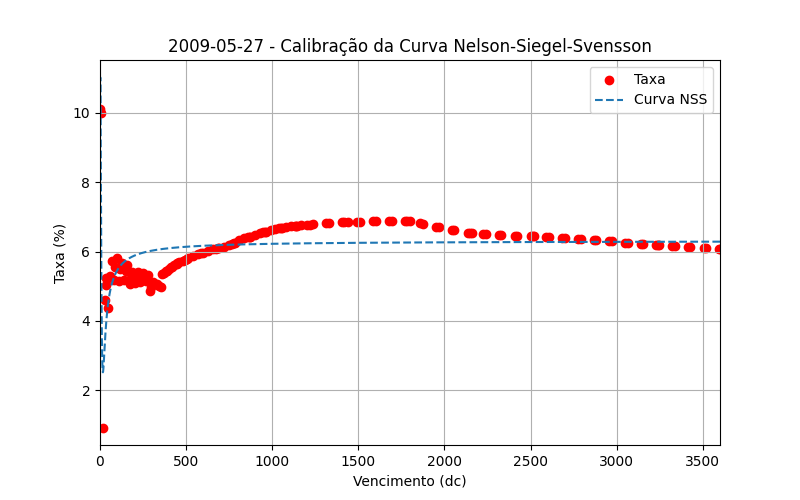 2009-05-27 - Calibração da Curva Nelson-Siegel-Svensson
Taxa
Curva NSS
Taxa (%)
10
8
6
4
2
0 500 1000 1500 2000 2500 3000 3500
Vencimento (dc)